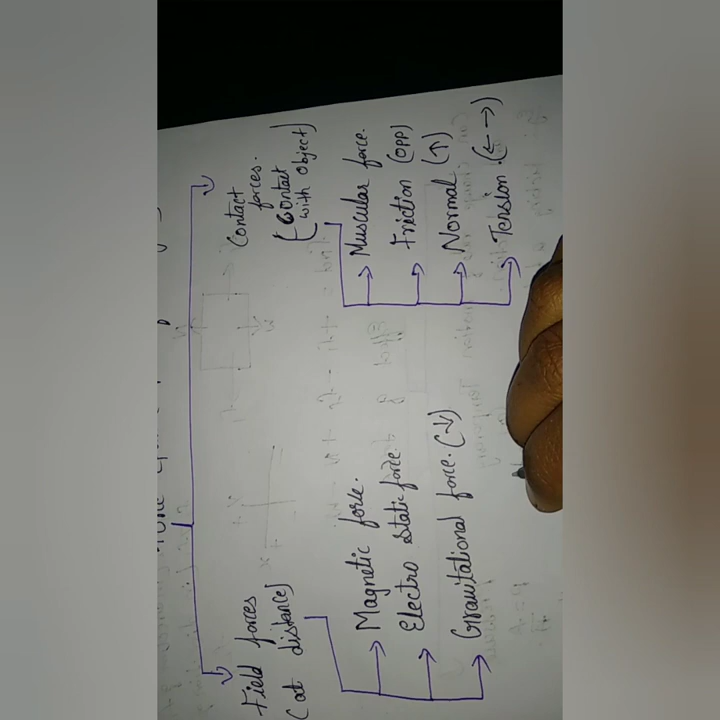 Field forces
(at distance)
Magnetic force.
Electro static force.
Gravitational force. (↓)
Contact
forces.
(Contact
with object)
Muscular force.
Friction (opp)
Normal (↑)
Tension. (← →)